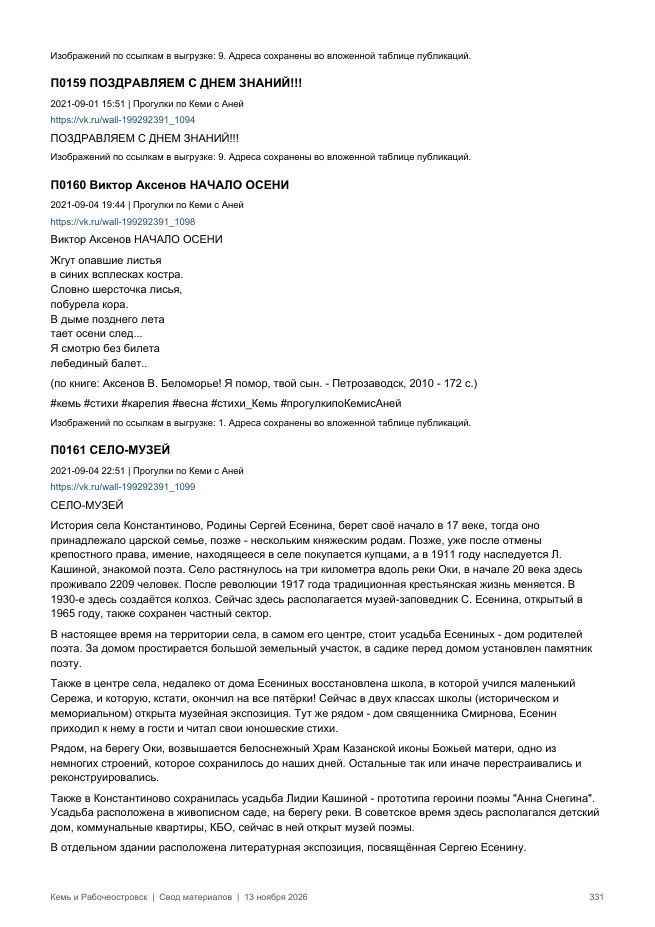 Изображений по ссылкам в выгрузке: 9. Адреса сохранены во вложенной таблице публикаций.
П0159 ПОЗДРАВЛЯЕМ С ДНЕМ ЗНАНИЙ!!!
2021-09-01 15:51 | Прогулки по Кеми с Аней
https://vk.ru/wall-199292391_1094
ПОЗДРАВЛЯЕМ С ДНЕМ ЗНАНИЙ!!!
Изображений по ссылкам в выгрузке: 9. Адреса сохранены во вложенной таблице публикаций.
П0160 Виктор Аксенов НАЧАЛО ОСЕНИ
2021-09-04 19:44 | Прогулки по Кеми с Аней
https://vk.ru/wall-199292391_1098
Виктор Аксенов НАЧАЛО ОСЕНИ
Жгут опавшие листья
в синих всплесках костра.
Словно шерсточка лисья,
побурела кора.
В дыме позднего лета
тает осени след...
Я смотрю без билета
лебединый балет..
(по книге: Аксенов В. Беломорье! Я помор, твой сын. - Петрозаводск, 2010 - 172 с.)
#кемь #стихи #карелия #весна #стихи_Кемь #прогулкипоКемисАней
Изображений по ссылкам в выгрузке: 1. Адреса сохранены во вложенной таблице публикаций.
П0161 СЕЛО-МУЗЕЙ
2021-09-04 22:51 | Прогулки по Кеми с Аней
https://vk.ru/wall-199292391_1099
СЕЛО-МУЗЕЙ
История села Константиново, Родины Сергей Есенина, берет своё начало в 17 веке, тогда оно
принадлежало царской семье, позже - нескольким княжеским родам. Позже, уже после отмены
крепостного права, имение, находящееся в селе покупается купцами, а в 1911 году наследуется Л.
Кашиной, знакомой поэта. Село растянулось на три километра вдоль реки Оки, в начале 20 века здесь
проживало 2209 человек. После революции 1917 года традиционная крестьянская жизнь меняется. В
1930-е здесь создаётся колхоз. Сейчас здесь располагается музей-заповедник С. Есенина, открытый в
1965 году, также сохранен частный сектор.
В настоящее время на территории села, в самом его центре, стоит усадьба Есениных - дом родителей
поэта. За домом простирается большой земельный участок, в садике перед домом установлен памятник
поэту.
Также в центре села, недалеко от дома Есениных восстановлена школа, в которой учился маленький
Сережа, и которую, кстати, окончил на все пятёрки! Сейчас в двух классах школы (историческом и
мемориальном) открыта музейная экспозиция. Тут же рядом - дом священника Смирнова, Есенин
приходил к нему в гости и читал свои юношеские стихи.
Рядом, на берегу Оки, возвышается белоснежный Храм Казанской иконы Божьей матери, одно из
немногих строений, которое сохранилось до наших дней. Остальные так или иначе перестраивались и
реконструировались.
Также в Константиново сохранилась усадьба Лидии Кашиной - прототипа героини поэмы "Анна Снегина".
Усадьба расположена в живописном саде, на берегу реки. В советское время здесь располагался детский
дом, коммунальные квартиры, КБО, сейчас в ней открыт музей поэмы.
В отдельном здании расположена литературная экспозиция, посвящённая Сергею Есенину.
Кемь и Рабочеостровск | Свод материалов | 13 ноября 2026
331